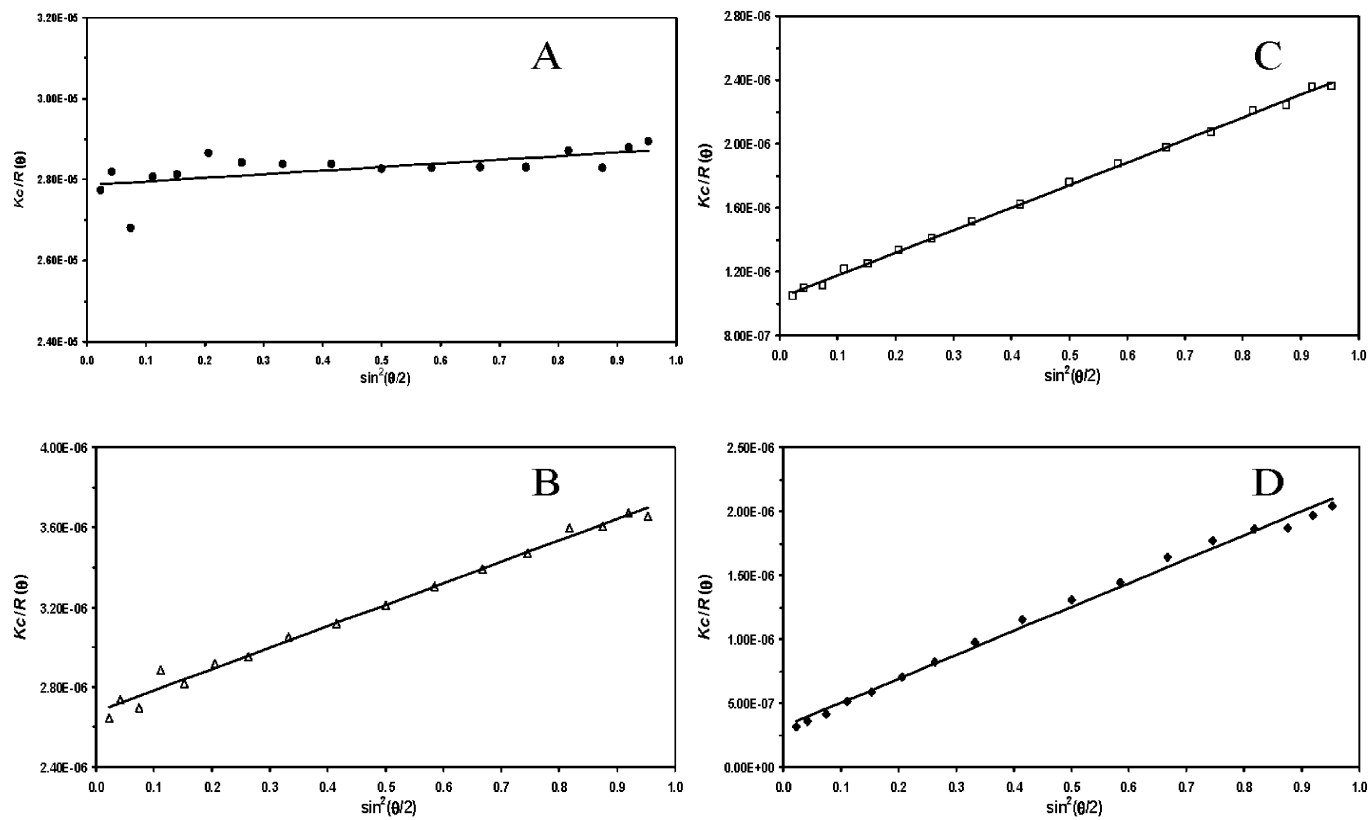 A
3.20E-05
3.00E-05
2.80E-05
2.60E-05
2.40E-05
Kc/R(θ)
0.0 0.1 0.2 0.3 0.4 0.5 0.6 0.7 0.8 0.9 1.0
sin²(θ/2)
C
2.80E-06
2.40E-06
2.00E-06
1.60E-06
1.20E-06
8.00E-07
Kc/R(θ)
0.0 0.1 0.2 0.3 0.4 0.5 0.6 0.7 0.8 0.9 1.0
sin²(θ/2)
B
4.00E-06
3.60E-06
3.20E-06
2.80E-06
2.40E-06
Kc/R(θ)
0.0 0.1 0.2 0.3 0.4 0.5 0.6 0.7 0.8 0.9 1.0
sin²(θ/2)
D
2.50E-06
2.00E-06
1.50E-06
1.00E-06
5.00E-07
0.00E+00
Kc/R(θ)
0.0 0.1 0.2 0.3 0.4 0.5 0.6 0.7 0.8 0.9 1.0
sin²(θ/2)